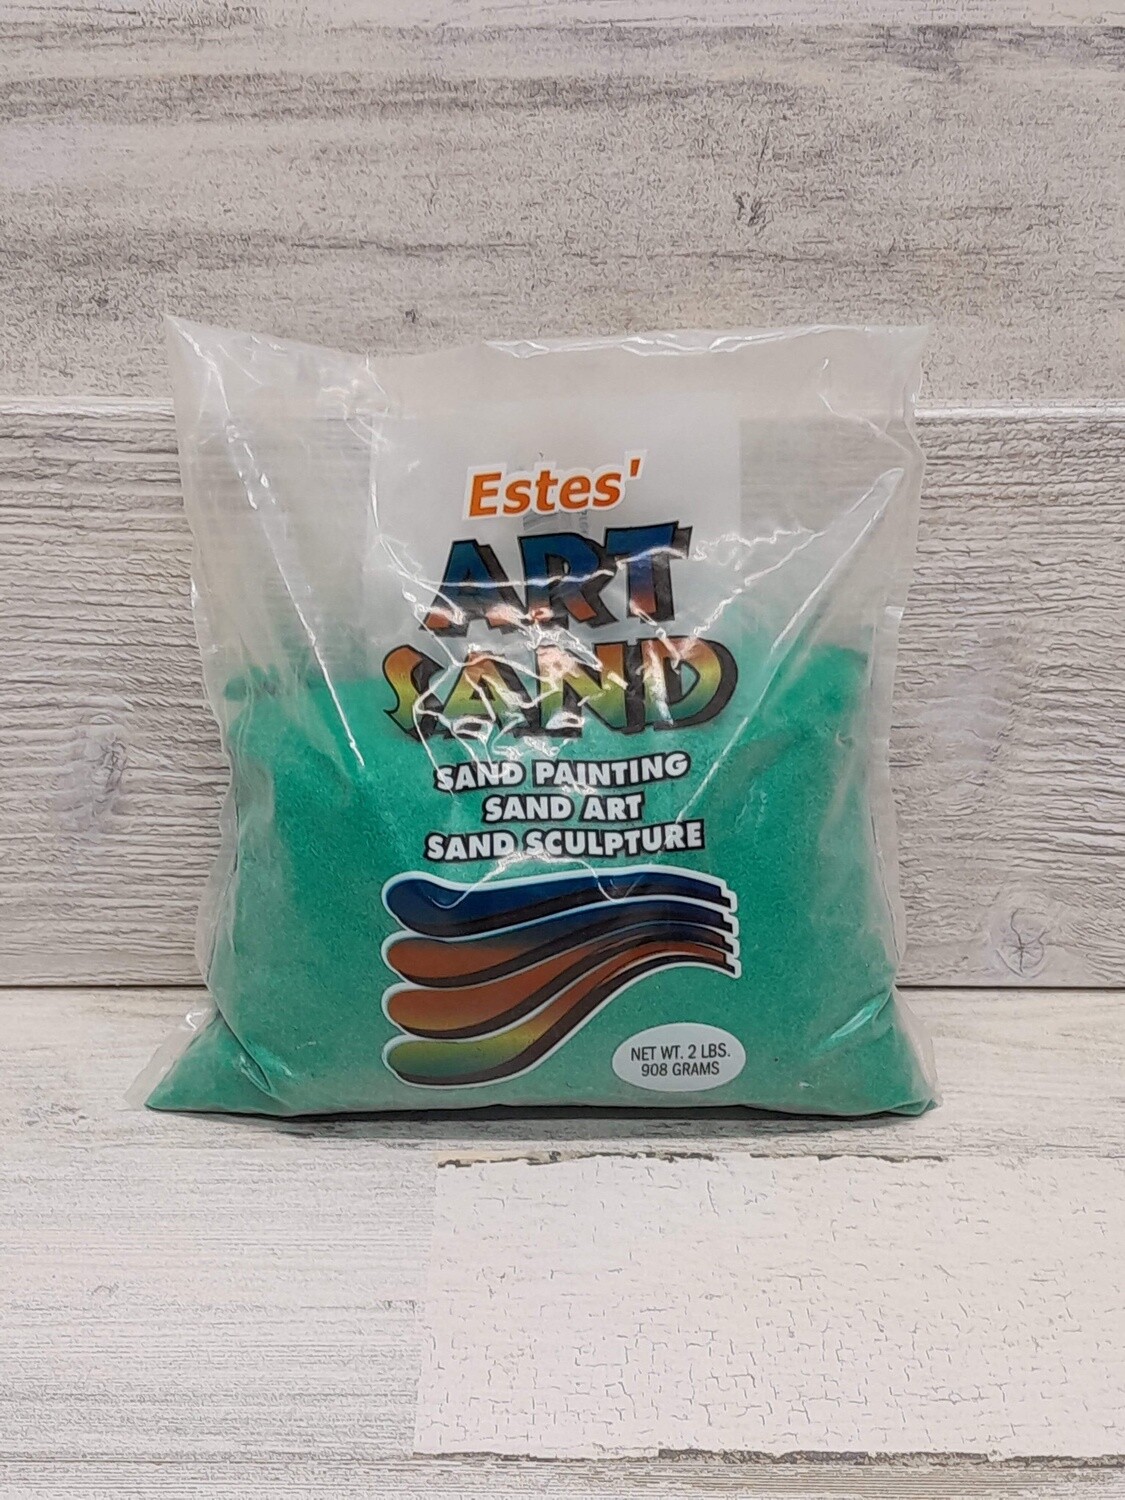 Estes'
ART
SAND
SAND PAINTING
SAND ART
SAND SCULPTURE
NET WT. 2 LBS.
908 GRAMS